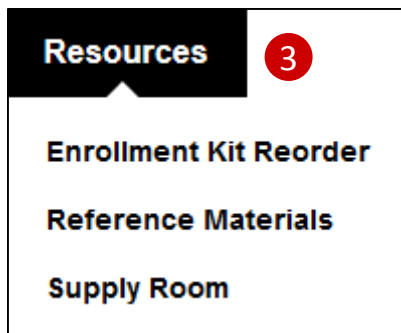 Resources 3
Enrollment Kit Reorder
Reference Materials
Supply Room